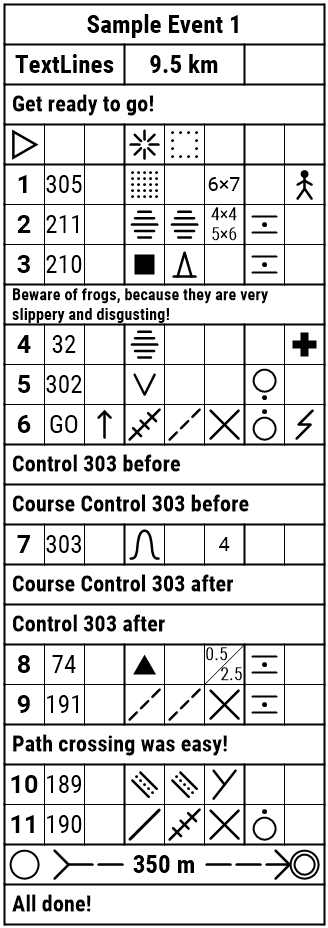 Sample Event 1
TextLines 9.5 km
Get ready to go!
1 305 6×7
2 211 4×4
5×6
3 210
Beware of frogs, because they are very
slippery and disgusting!
4 32
5 302
6 GO
Control 303 before
Course Control 303 before
7 303 4
Course Control 303 after
Control 303 after
8 74 0.5/2.5
9 191
Path crossing was easy!
10 189
11 190
350 m
All done!